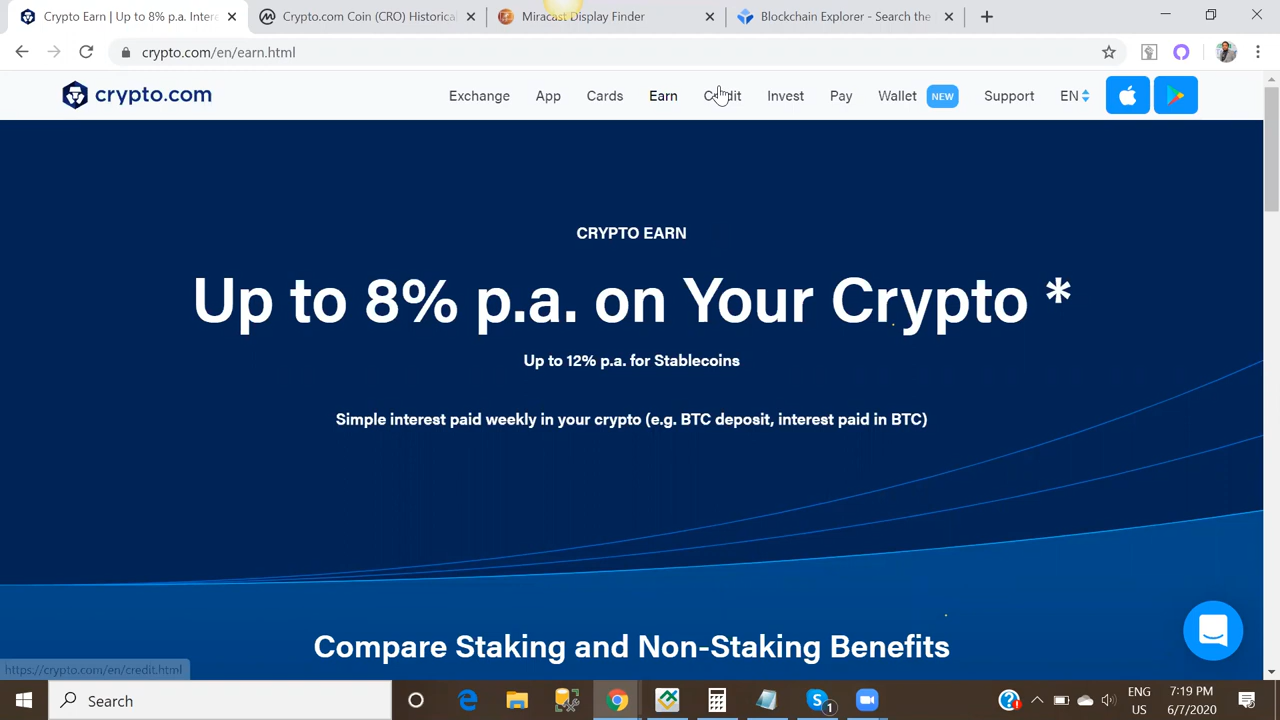 Crypto Earn | Up to 8% p.a. Inter
Crypto.com Coin (CRO) Historical
Miracast Display Finder
Blockchain Explorer - Search the
crypto.com/en/earn.html
crypto.com
Exchange
App
Cards
Earn
Credit
Invest
Pay
Wallet
NEW
Support
EN
CRYPTO EARN
Up to 8% p.a. on Your Crypto *
Up to 12% p.a. for Stablecoins
Simple interest paid weekly in your crypto (e.g. BTC deposit, interest paid in BTC)
Compare Staking and Non-Staking Benefits
https://crypto.com/en/credit.html
Search
1
ENG
US
7:19 PM
6/7/2020